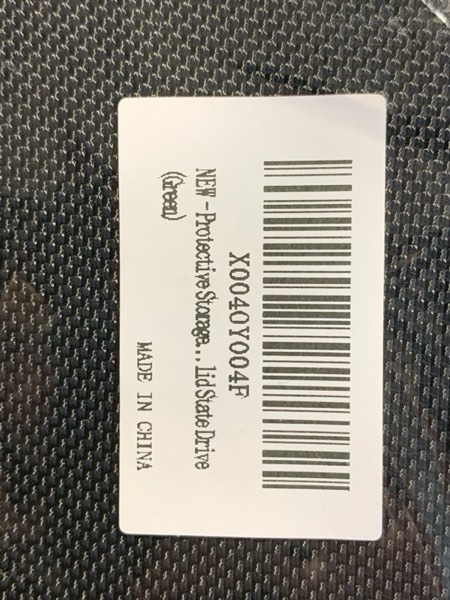 X0040Y004F
NEW - Protective Storage... lid State Drive
(Green)
MADE IN CHINA